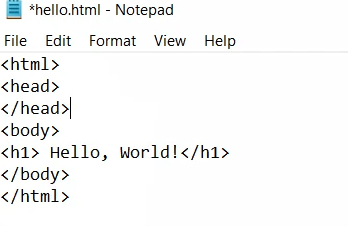 *hello.html - Notepad
File Edit Format View Help
<html>
<head>
</head>
<body>
<h1> Hello, World!</h1>
</body>
</html>